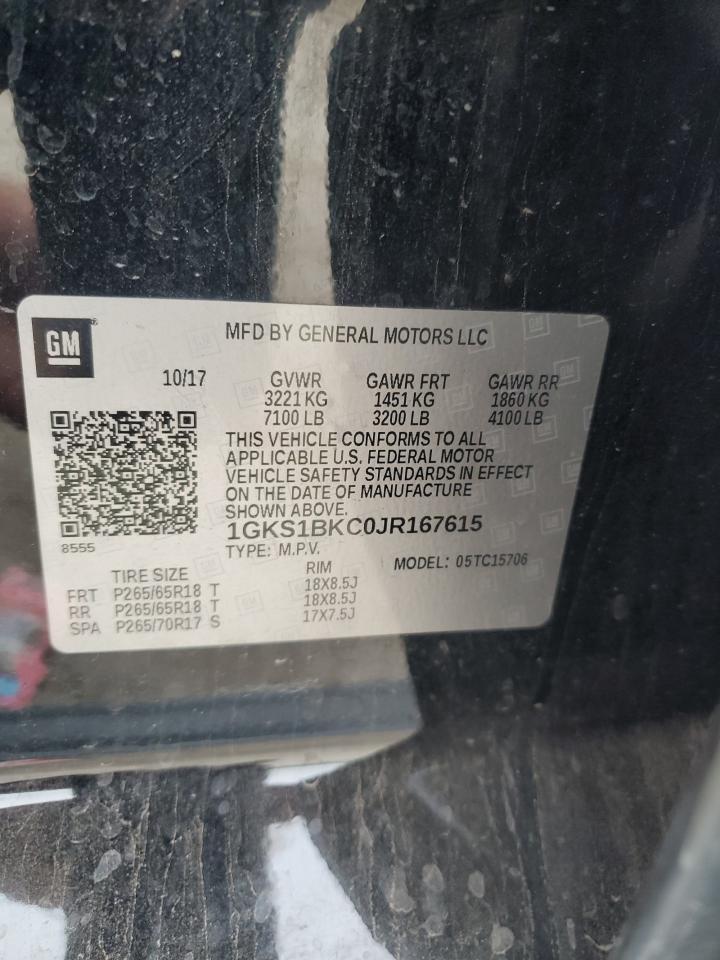 GM
MFD BY GENERAL MOTORS LLC
10/17 GVWR GAWR FRT GAWR RR
3221 KG 1451 KG 1860 KG
7100 LB 3200 LB 4100 LB
THIS VEHICLE CONFORMS TO ALL
APPLICABLE U.S. FEDERAL MOTOR
VEHICLE SAFETY STANDARDS IN EFFECT
ON THE DATE OF MANUFACTURE
SHOWN ABOVE.
1GKS1BKC0JR167615
8555
TYPE: M.P.V. MODEL: 05TC15706
TIRE SIZE RIM
FRT P265/65R18 T 18X8.5J
RR P265/65R18 T 18X8.5J
SPA P265/70R17 S 17X7.5J